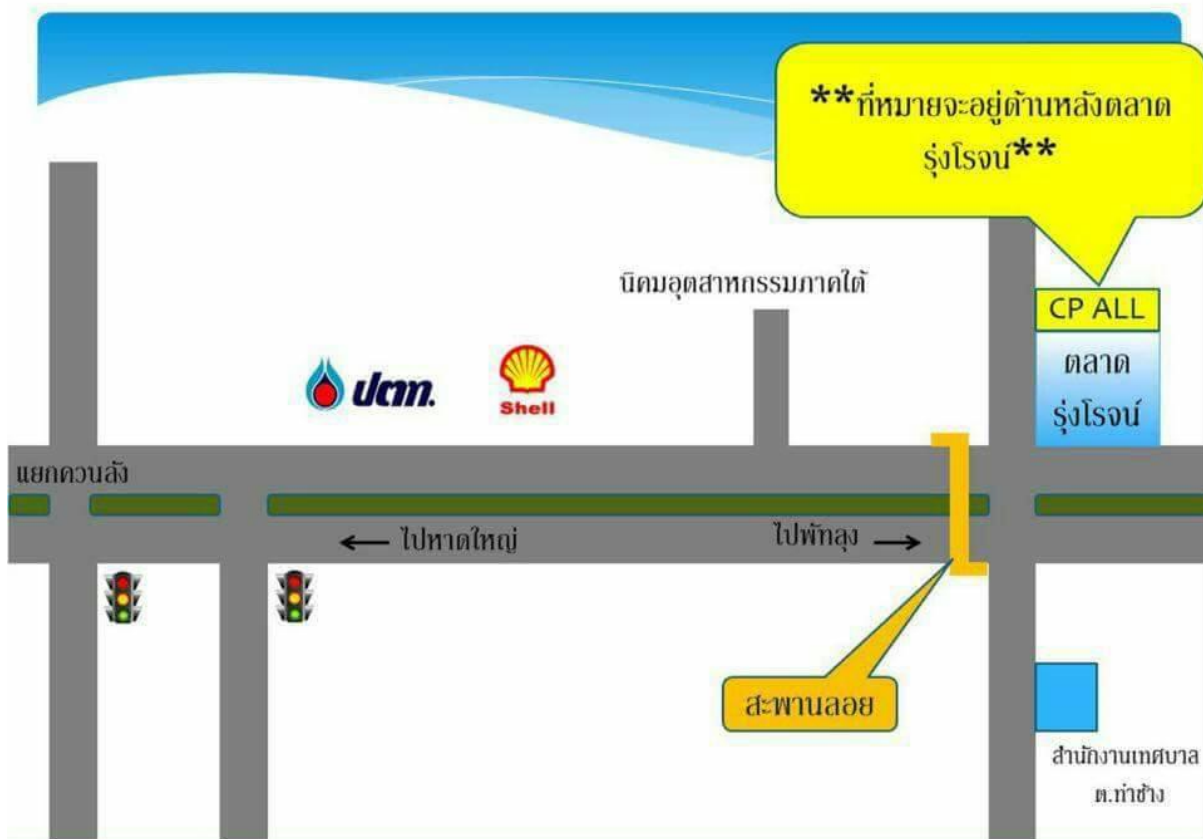 **ที่หมายจะอยู่ด้านหลังตลาด
รุ่งโรจน์**
นิคมอุตสาหกรรมภาคใต้
CP ALL
ตลาด
รุ่งโรจน์
ปตท.
Shell
แยกควนลัง
ไปหาดใหญ่
ไปพัทลุง
สะพานลอย
สำนักงานเทศบาล
ต.ท่าช้าง